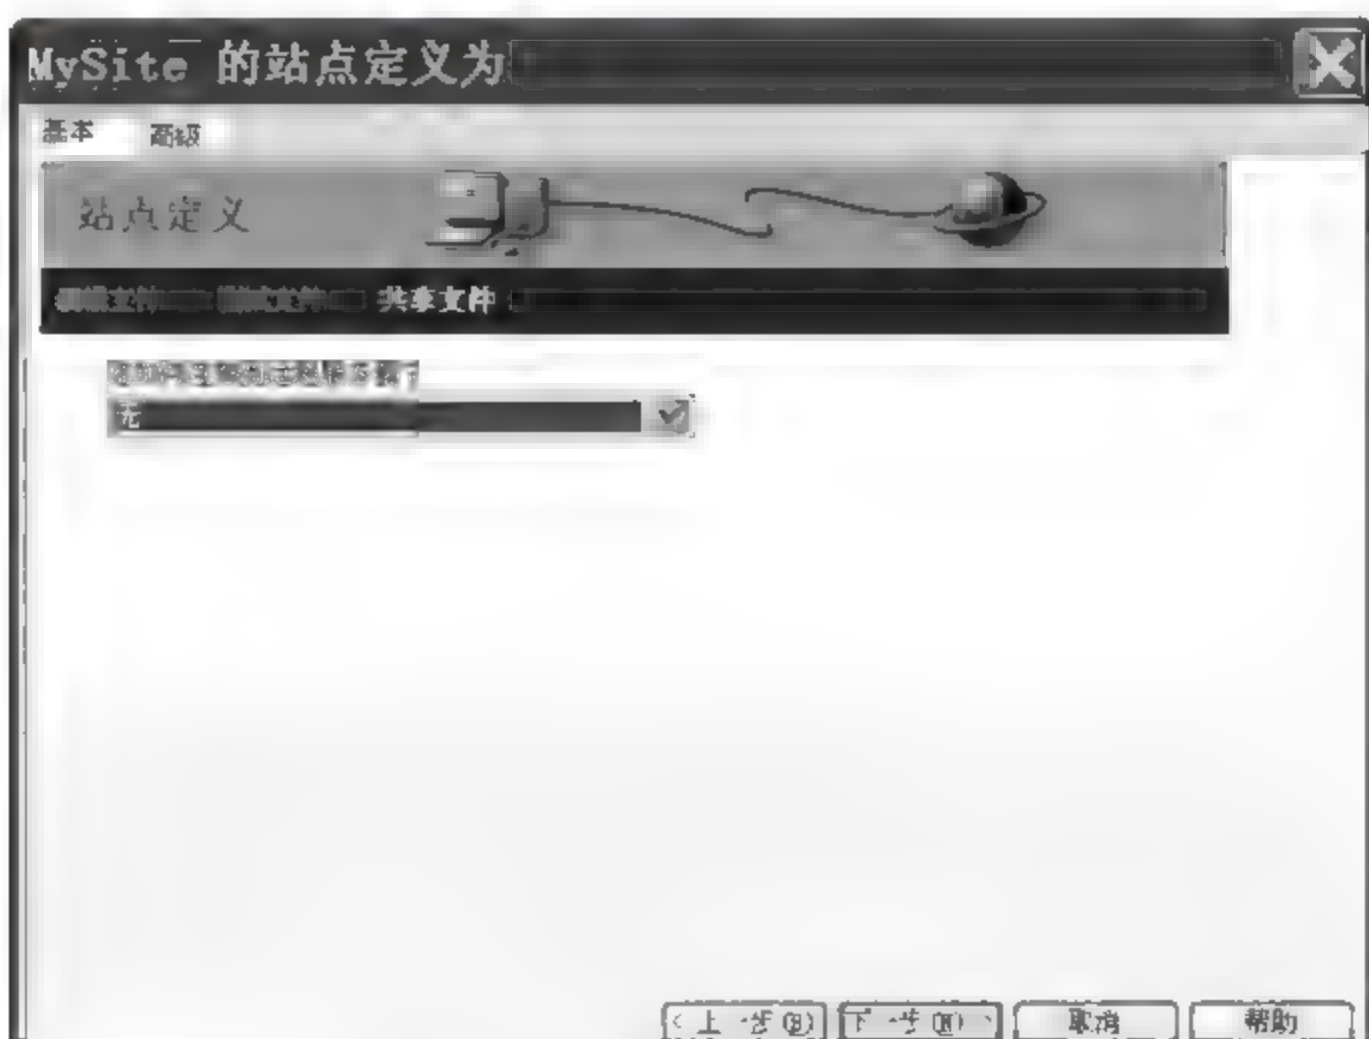 MySite 的站点定义为
基本 高级
站点定义
共享文件
无
< 上一步(B) 下一步(N) > 取消 帮助